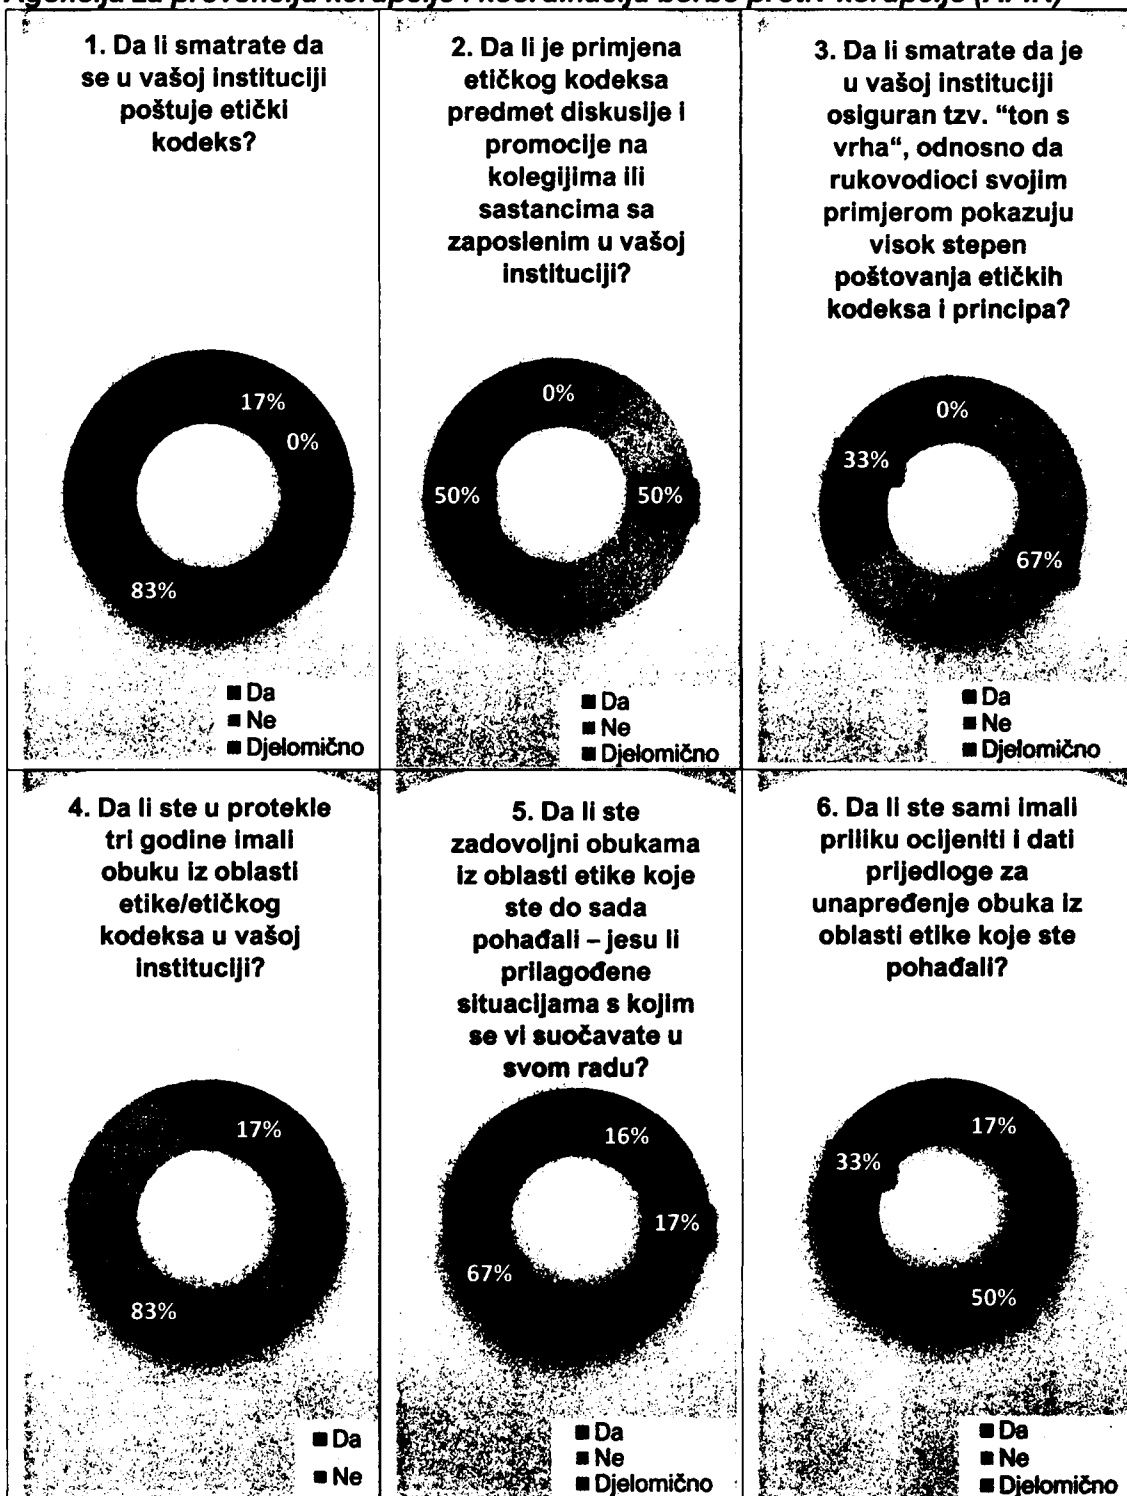 1. Da li smatrate da
se u vašoj instituciji
poštuje etički
kodeks?
17%
0%
83%
■ Da
■ Ne
■ Djelomično
2. Da li je primjena
etičkog kodeksa
predmet diskusije i
promocije na
kolegijima ili
sastancima sa
zaposlenim u vašoj
instituciji?
0%
50%
50%
■ Da
■ Ne
■ Djelomično
3. Da li smatrate da je
u vašoj instituciji
osiguran tzv. “ton s
vrha“, odnosno da
rukovodioci svojim
primjerom pokazuju
visok stepen
poštovanja etičkih
kodeksa i principa?
0%
33%
67%
■ Da
■ Ne
■ Djelomično
4. Da li ste u protekle
tri godine imali
obuku iz oblasti
etike/etičkog
kodeksa u vašoj
instituciji?
17%
83%
■ Da
■ Ne
5. Da li ste
zadovoljni obukama
iz oblasti etike koje
ste do sada
pohađali – jesu li
prilagođene
situacijama s kojim
se vi suočavate u
svom radu?
16%
17%
67%
■ Da
■ Ne
■ Djelomično
6. Da li ste sami imali
priliku ocijeniti i dati
prijedloge za
unapređenje obuka iz
oblasti etike koje ste
pohađali?
17%
33%
50%
■ Da
■ Ne
■ Djelomično